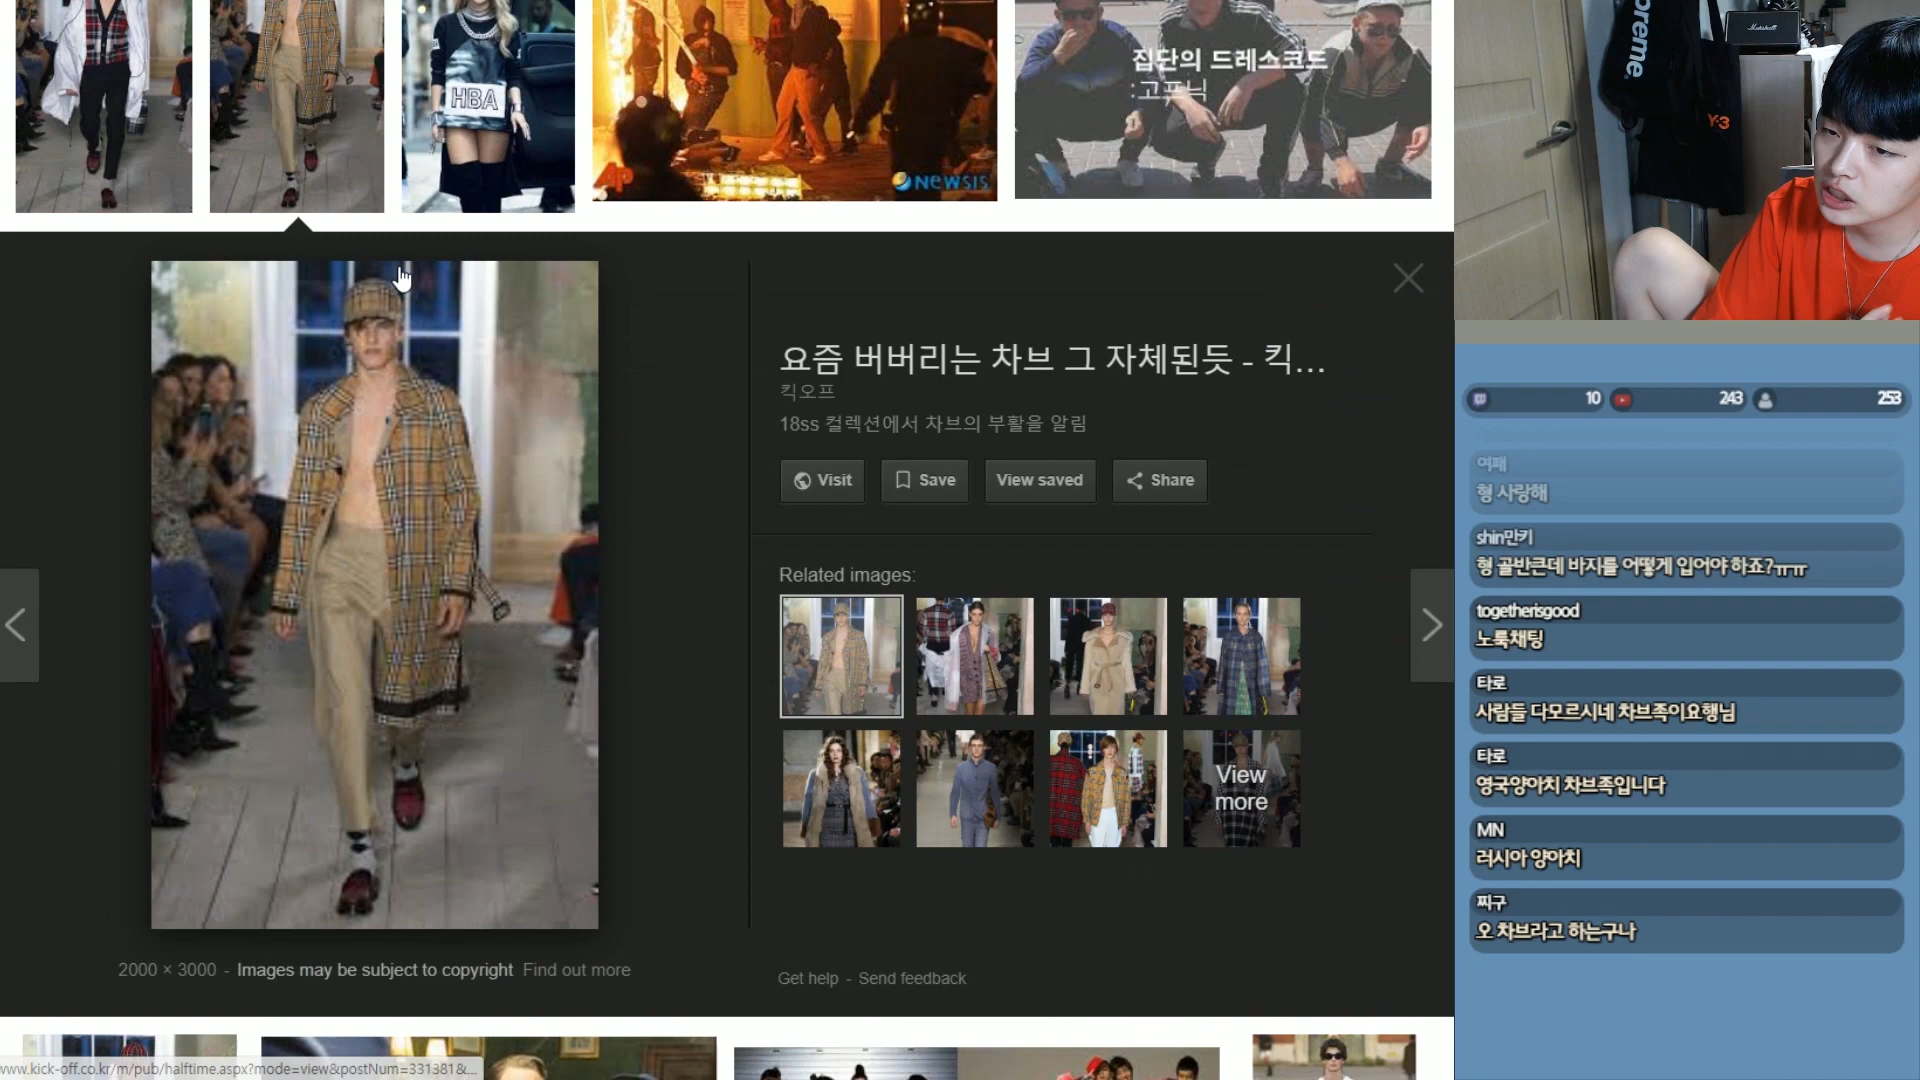 HBA
AP
NEWSIS
집단의 드레스코드
:고프닉
preme.
Marshall
Y-3
요즘 버버리는 차브 그 자체된듯 - 킥...
킥오프
18ss 컬렉션에서 차브의 부활을 알림
Visit
Save
View saved
Share
Related images:
View
more
2000 × 3000 - Images may be subject to copyright Find out more
Get help - Send feedback
www.kick-off.co.kr/m/pub/halftime.aspx?mode=view&postNum=331381&...
10
243
253
여패
형 사랑해
shin만키
형 골반큰데 바지를 어떻게 입어야 하죠?ㅠㅠ
togetherisgood
노룩채팅
타로
사람들 다모르시네 차브족이요행님
타로
영국양아치 차브족입니다
MN
러시아 양아치
찌구
오 차브라고 하는구나